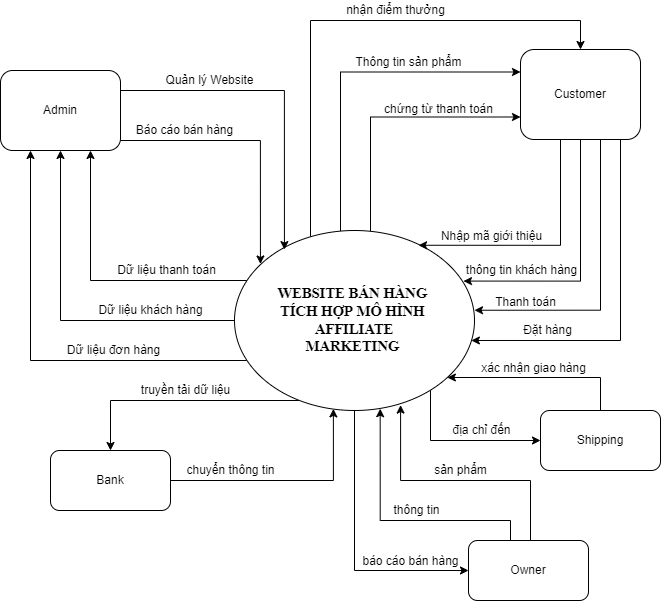 nhận điểm thưởng
Thông tin sản phẩm
Quản lý Website
Customer
Admin
chứng từ thanh toán
Báo cáo bán hàng
Nhập mã giới thiệu
Dữ liệu thanh toán
thông tin khách hàng
WEBSITE BÁN HÀNG
TÍCH HỢP MÔ HÌNH
AFFILIATE
MARKETING
Dữ liệu khách hàng
Thanh toán
Đặt hàng
Dữ liệu đơn hàng
xác nhận giao hàng
truyền tải dữ liệu
địa chỉ đến
Shipping
chuyển thông tin
sản phẩm
Bank
thông tin
báo cáo bán hàng
Owner